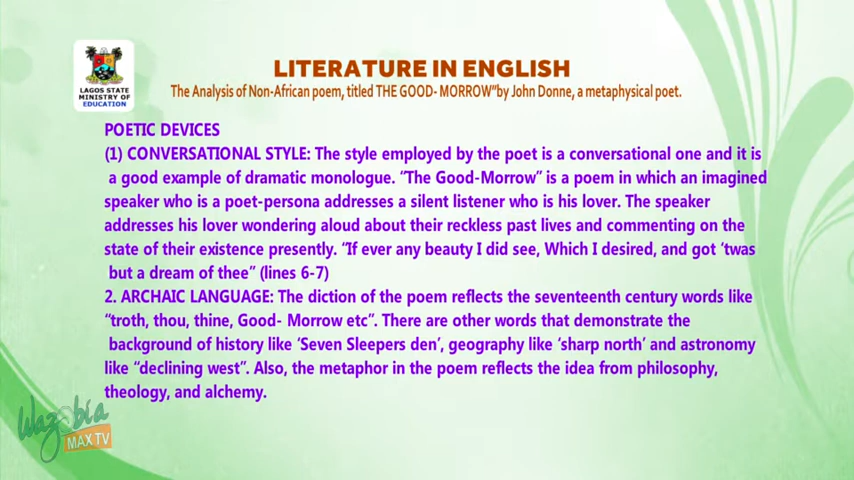 LITERATURE IN ENGLISH
LAGOS STATE
MINISTRY OF
EDUCATION
The Analysis of Non-African poem, titled THE GOOD- MORROW"by John Donne, a metaphysical poet.
POETIC DEVICES
(1) CONVERSATIONAL STYLE: The style employed by the poet is a conversational one and it is
a good example of dramatic monologue. “The Good-Morrow” is a poem in which an imagined
speaker who is a poet-persona addresses a silent listener who is his lover. The speaker
addresses his lover wondering aloud about their reckless past lives and commenting on the
state of their existence presently. “If ever any beauty I did see, Which I desired, and got ‘twas
but a dream of thee” (lines 6-7)
2. ARCHAIC LANGUAGE: The diction of the poem reflects the seventeenth century words like
“troth, thou, thine, Good- Morrow etc”. There are other words that demonstrate the
background of history like ‘Seven Sleepers den’, geography like ‘sharp north’ and astronomy
like “declining west”. Also, the metaphor in the poem reflects the idea from philosophy,
theology, and alchemy.
Wazobia
MAX TV